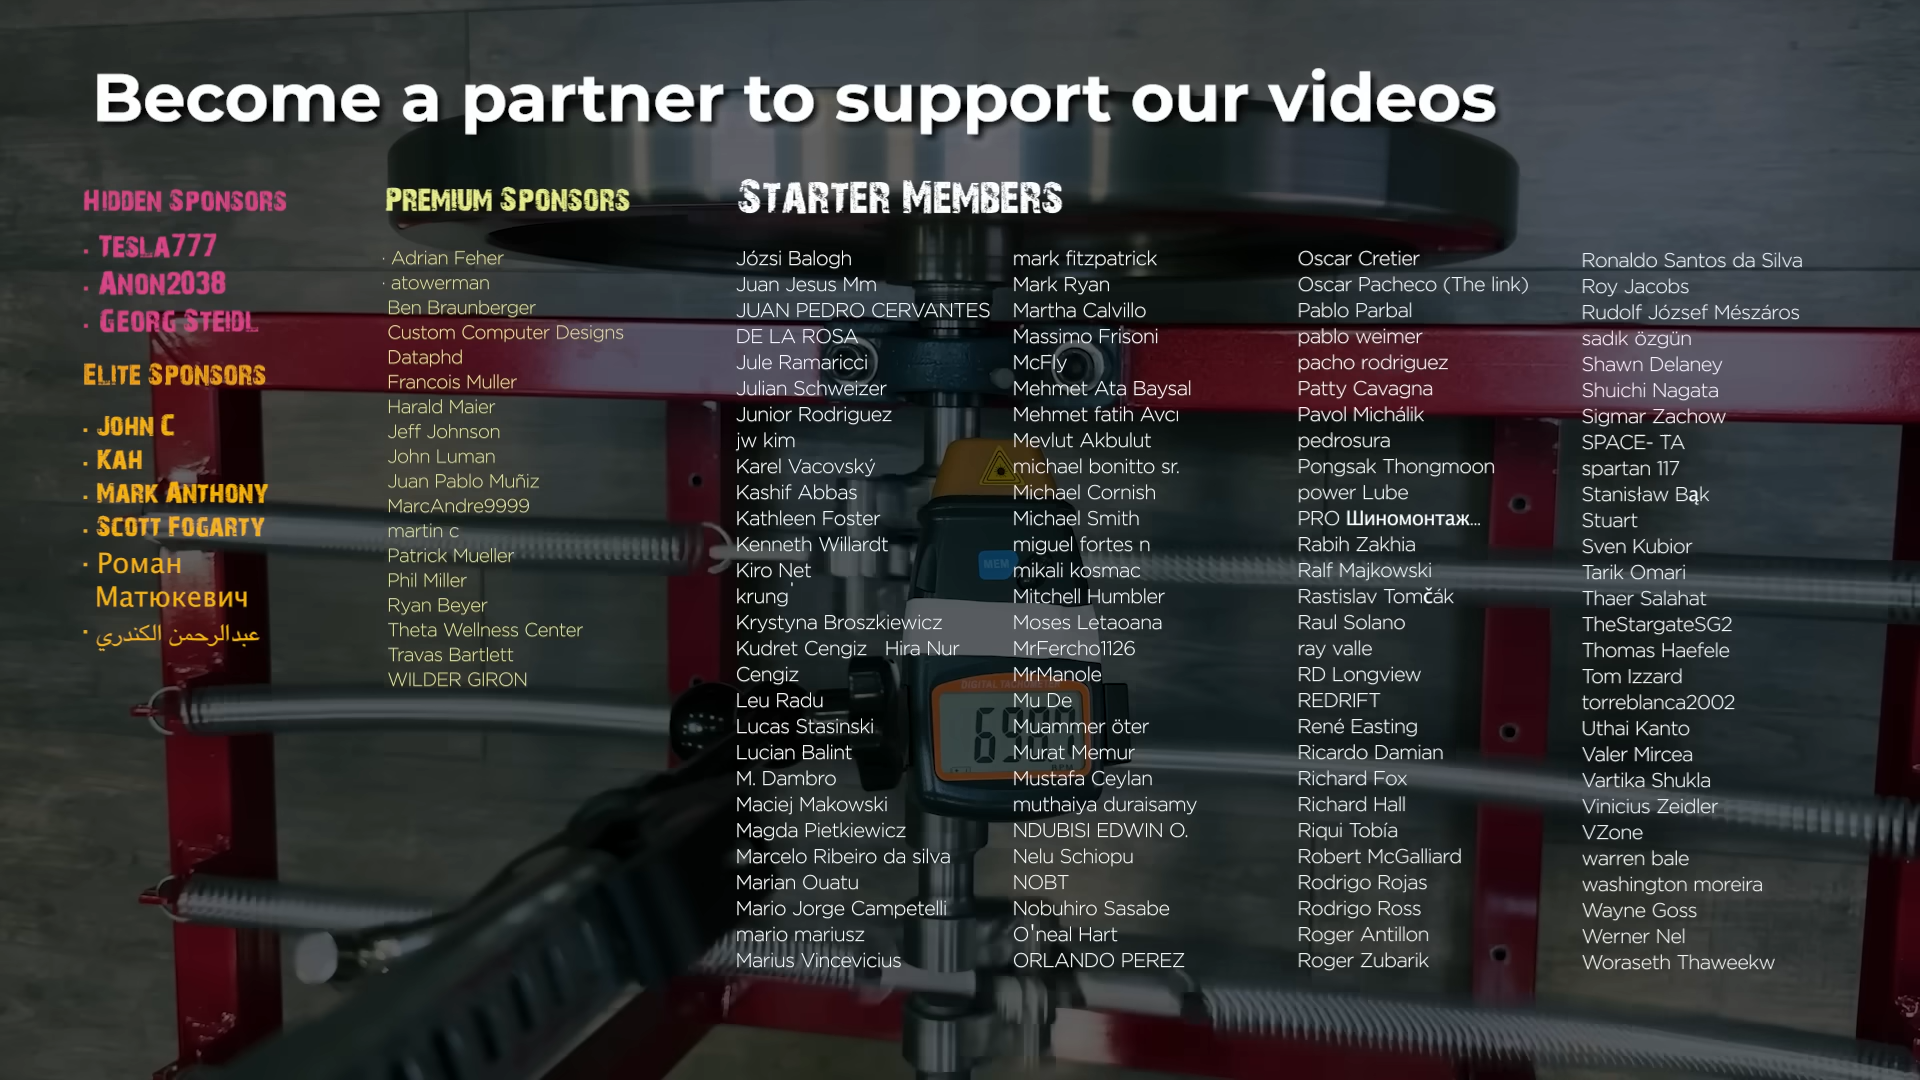 Become a partner to support our videos
Hidden Sponsors
· Tesla777
· Anon2038
· Georg Steidl
Elite Sponsors
· John C
· Kah
· Mark Anthony
· Scott Fogarty
· Роман
Матюкевич
· عبدالرحمن الكندري
Premium Sponsors
· Adrian Feher
· atowerman
Ben Braunberger
Custom Computer Designs
Dataphd
Francois Muller
Harald Maier
Jeff Johnson
John Luman
Juan Pablo Muñiz
MarcAndre9999
martin c
Patrick Mueller
Phil Miller
Ryan Beyer
Theta Wellness Center
Travas Bartlett
WILDER GIRON
Starter Members
Józsi Balogh
Juan Jesus Mm
JUAN PEDRO CERVANTES
DE LA ROSA
Jule Ramaricci
Julian Schweizer
Junior Rodriguez
jw kim
Karel Vacovský
Kashif Abbas
Kathleen Foster
Kenneth Willardt
Kiro Net
krung่
Krystyna Broszkiewicz
Kudret Cengiz Hira Nur
Cengiz
Leu Radu
Lucas Stasinski
Lucian Balint
M. Dambro
Maciej Makowski
Magda Pietkiewicz
Marcelo Ribeiro da silva
Marian Ouatu
Mario Jorge Campetelli
mario mariusz
Marius Vincevicius
mark fitzpatrick
Mark Ryan
Martha Calvillo
Massimo Frisoni
McFly
Mehmet Ata Baysal
Mehmet fatih Avcı
Mevlut Akbulut
michael bonitto sr.
Michael Cornish
Michael Smith
miguel fortes n
mikali kosmac
Mitchell Humbler
Moses Letaoana
MrFercho1126
MrManole
Mu De
Muammer öter
Murat Memur
Mustafa Ceylan
muthaiya duraisamy
NDUBISI EDWIN O.
Nelu Schiopu
NOBT
Nobuhiro Sasabe
O'neal Hart
ORLANDO PEREZ
Oscar Cretier
Oscar Pacheco (The link)
Pablo Parbal
pablo weimer
pacho rodriguez
Patty Cavagna
Pavol Michálik
pedrosura
Pongsak Thongmoon
power Lube
PRO Шиномонтаж...
Rabih Zakhia
Ralf Majkowski
Rastislav Tomčák
Raul Solano
ray valle
RD Longview
REDRIFT
René Easting
Ricardo Damian
Richard Fox
Richard Hall
Riqui Tobía
Robert McGalliard
Rodrigo Rojas
Rodrigo Ross
Roger Antillon
Roger Zubarik
Ronaldo Santos da Silva
Roy Jacobs
Rudolf József Mészáros
sadık özgün
Shawn Delaney
Shuichi Nagata
Sigmar Zachow
SPACE- TA
spartan 117
Stanisław Bąk
Stuart
Sven Kubior
Tarik Omari
Thaer Salahat
TheStargateSG2
Thomas Haefele
Tom Izzard
torreblanca2002
Uthai Kanto
Valer Mircea
Vartika Shukla
Vinicius Zeidler
VZone
warren bale
washington moreira
Wayne Goss
Werner Nel
Woraseth Thaweekw
MEM
DIGITAL TACHOMETER